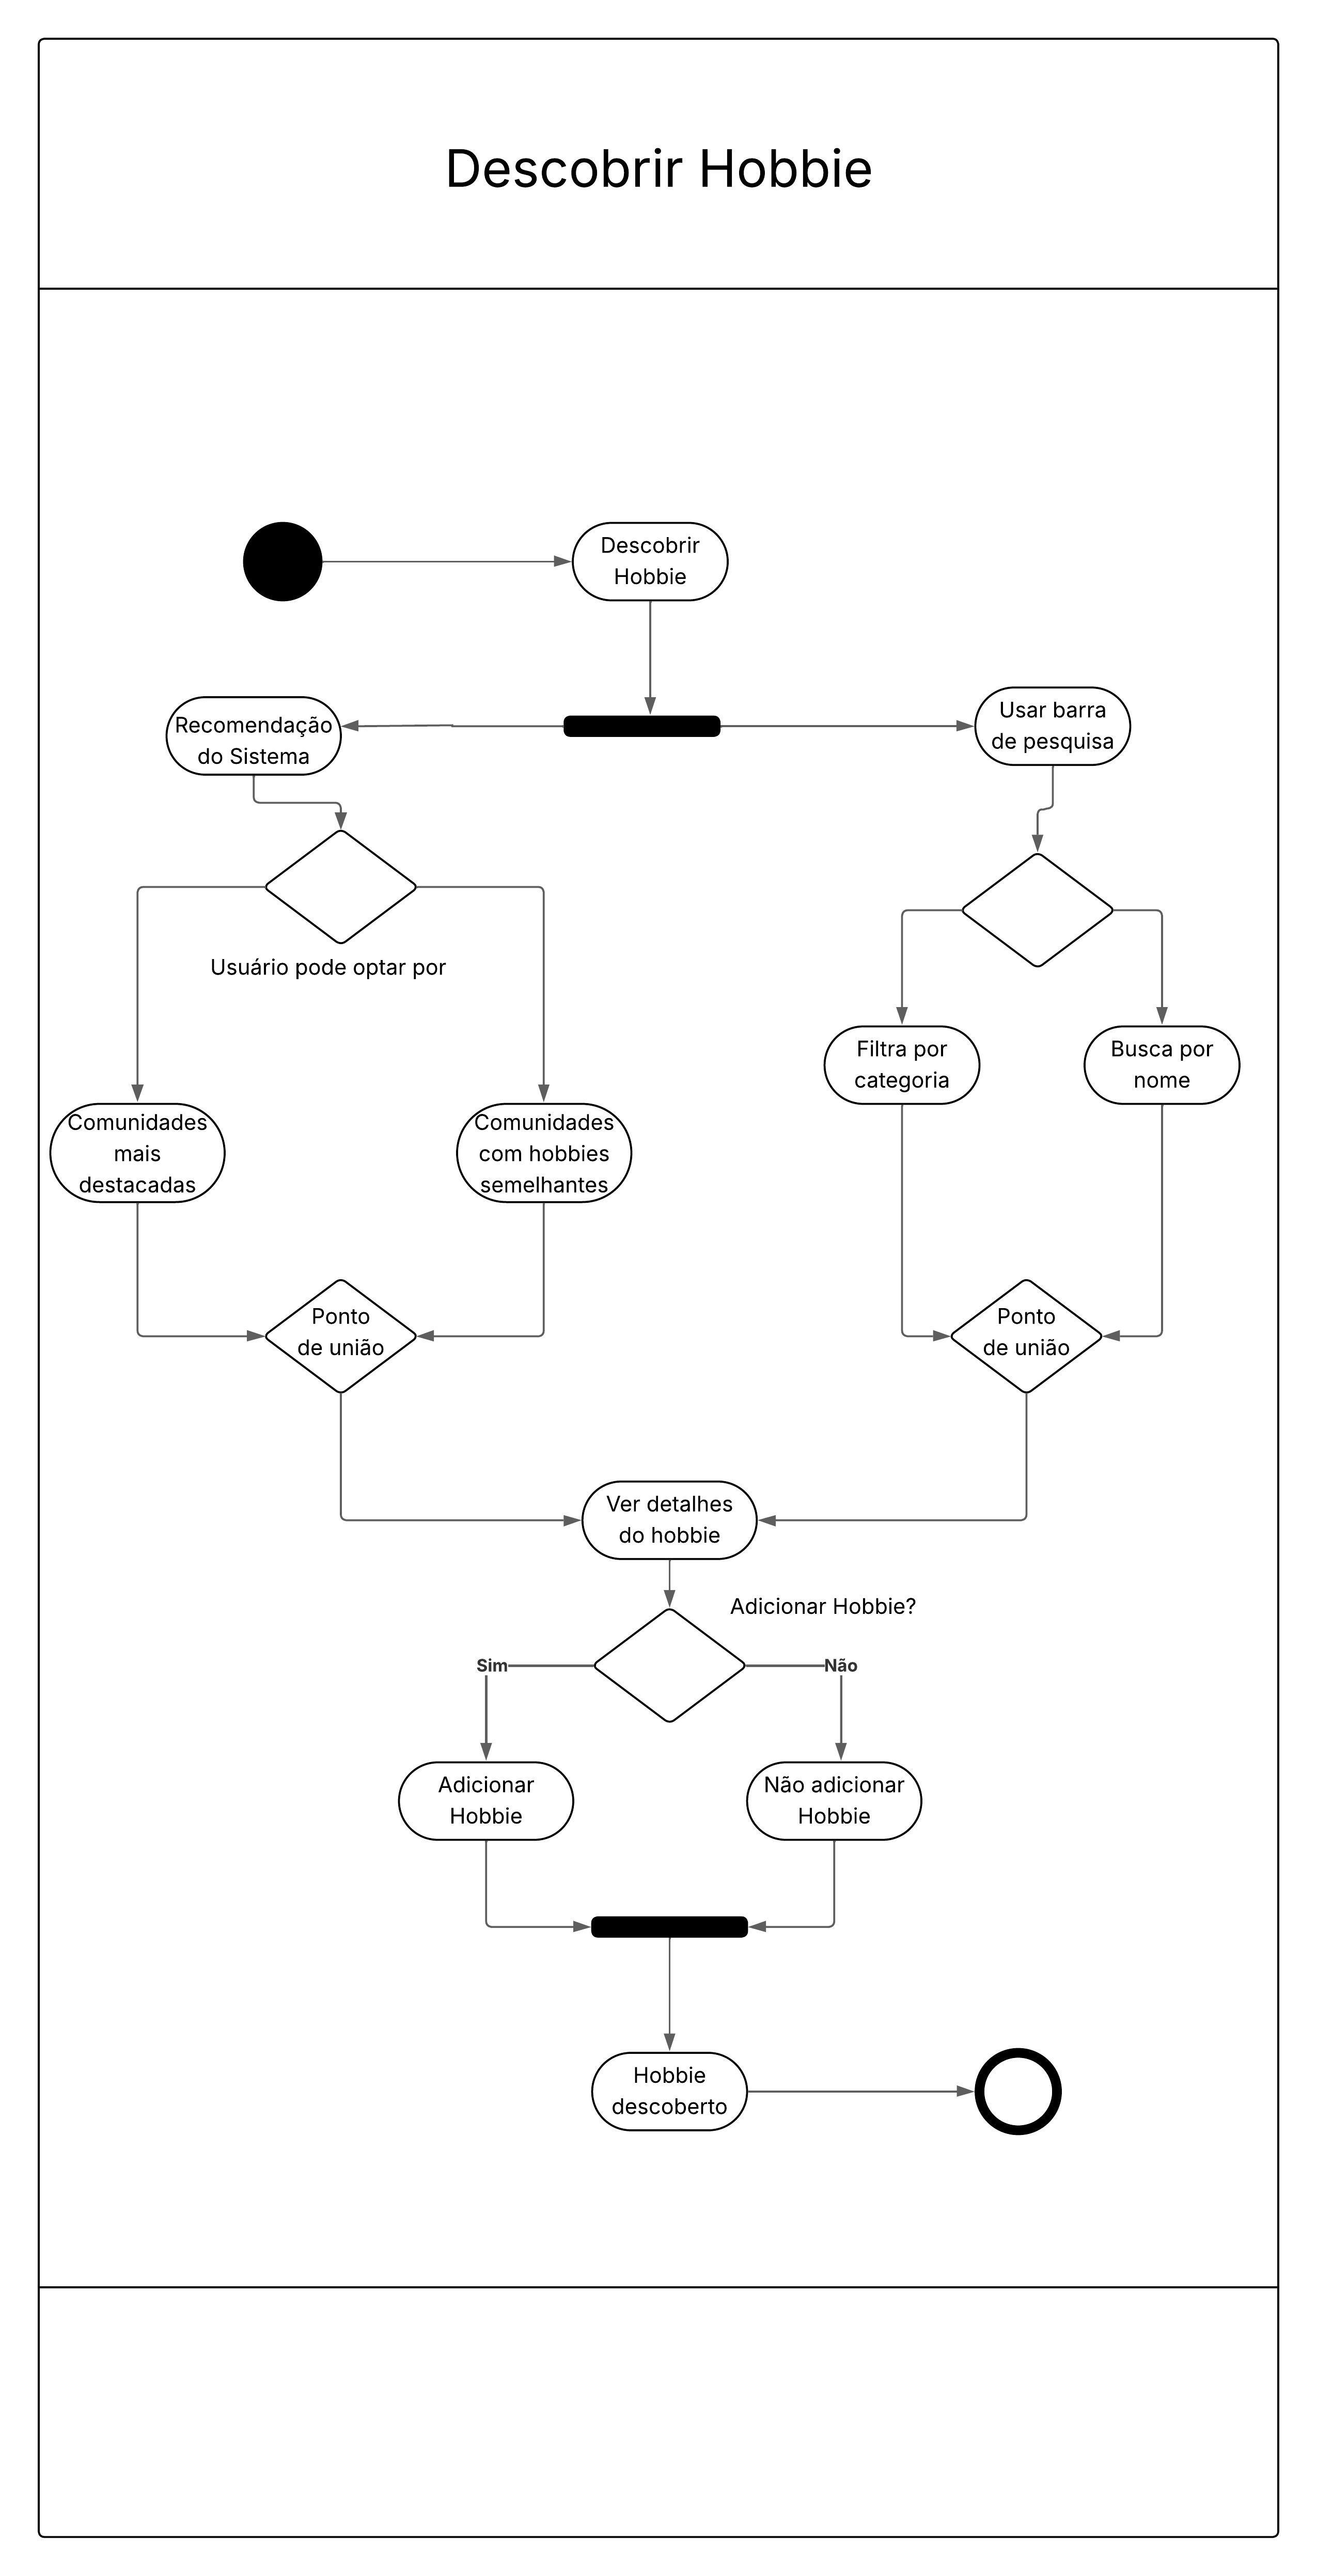 Descobrir Hobbie
Descobrir
Hobbie
Recomendação
do Sistema
Usar barra
de pesquisa
Usuário pode optar por
Filtra por
categoria
Busca por
nome
Comunidades
mais
destacadas
Comunidades
com hobbies
semelhantes
Ponto
de união
Ponto
de união
Ver detalhes
do hobbie
Adicionar Hobbie?
Sim
Não
Adicionar
Hobbie
Não adicionar
Hobbie
Hobbie
descoberto